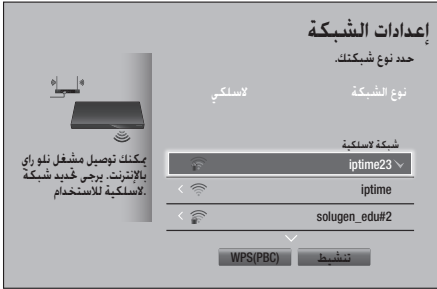 إعدادات الشبكة
حدد نوع شبكتك.
نوع الشبكة لاسلكي
شبكة لاسلكية
iptime23
iptime
solugen_edu#2
تنشيط WPS(PBC)
يمكنك توصيل مشغل بلو راي
بالإنترنت. يرجى تحديد شبكة
لاسلكية للاستخدام.